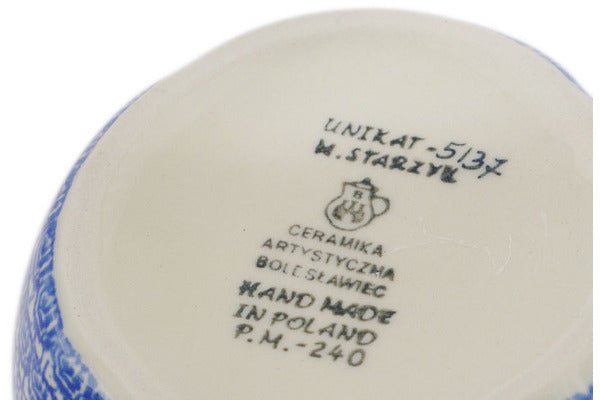 UNIKAT-5137
M. STARZYK
B
CERAMIKA
ARTYSTYCZNA
BOLESŁAWIEC
HAND MADE
IN POLAND
P.M.-240